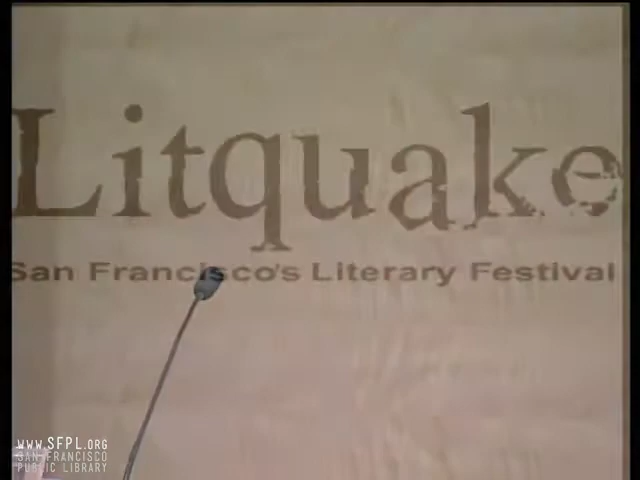 Litquake
San Francisco's Literary Festival
www.SFPL.ORG
SAN FRANCISCO
PUBLIC LIBRARY